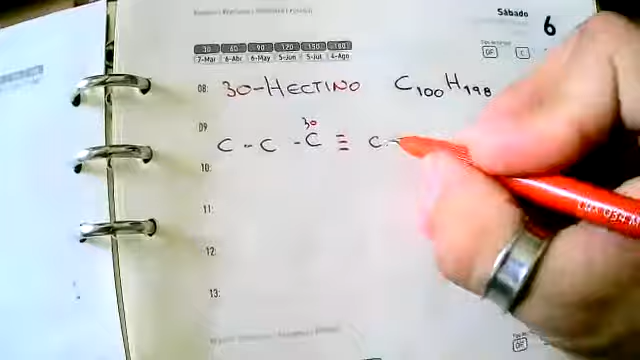 Sábado
6
30 60 90 120 150 180
7-Mar 6-Abr 6-May 5-Jun 5-Jul 4-Ago
08: 30-HECTINO C100H198
09 30
C - C - C ≡ C -
10:
11:
12:
13: